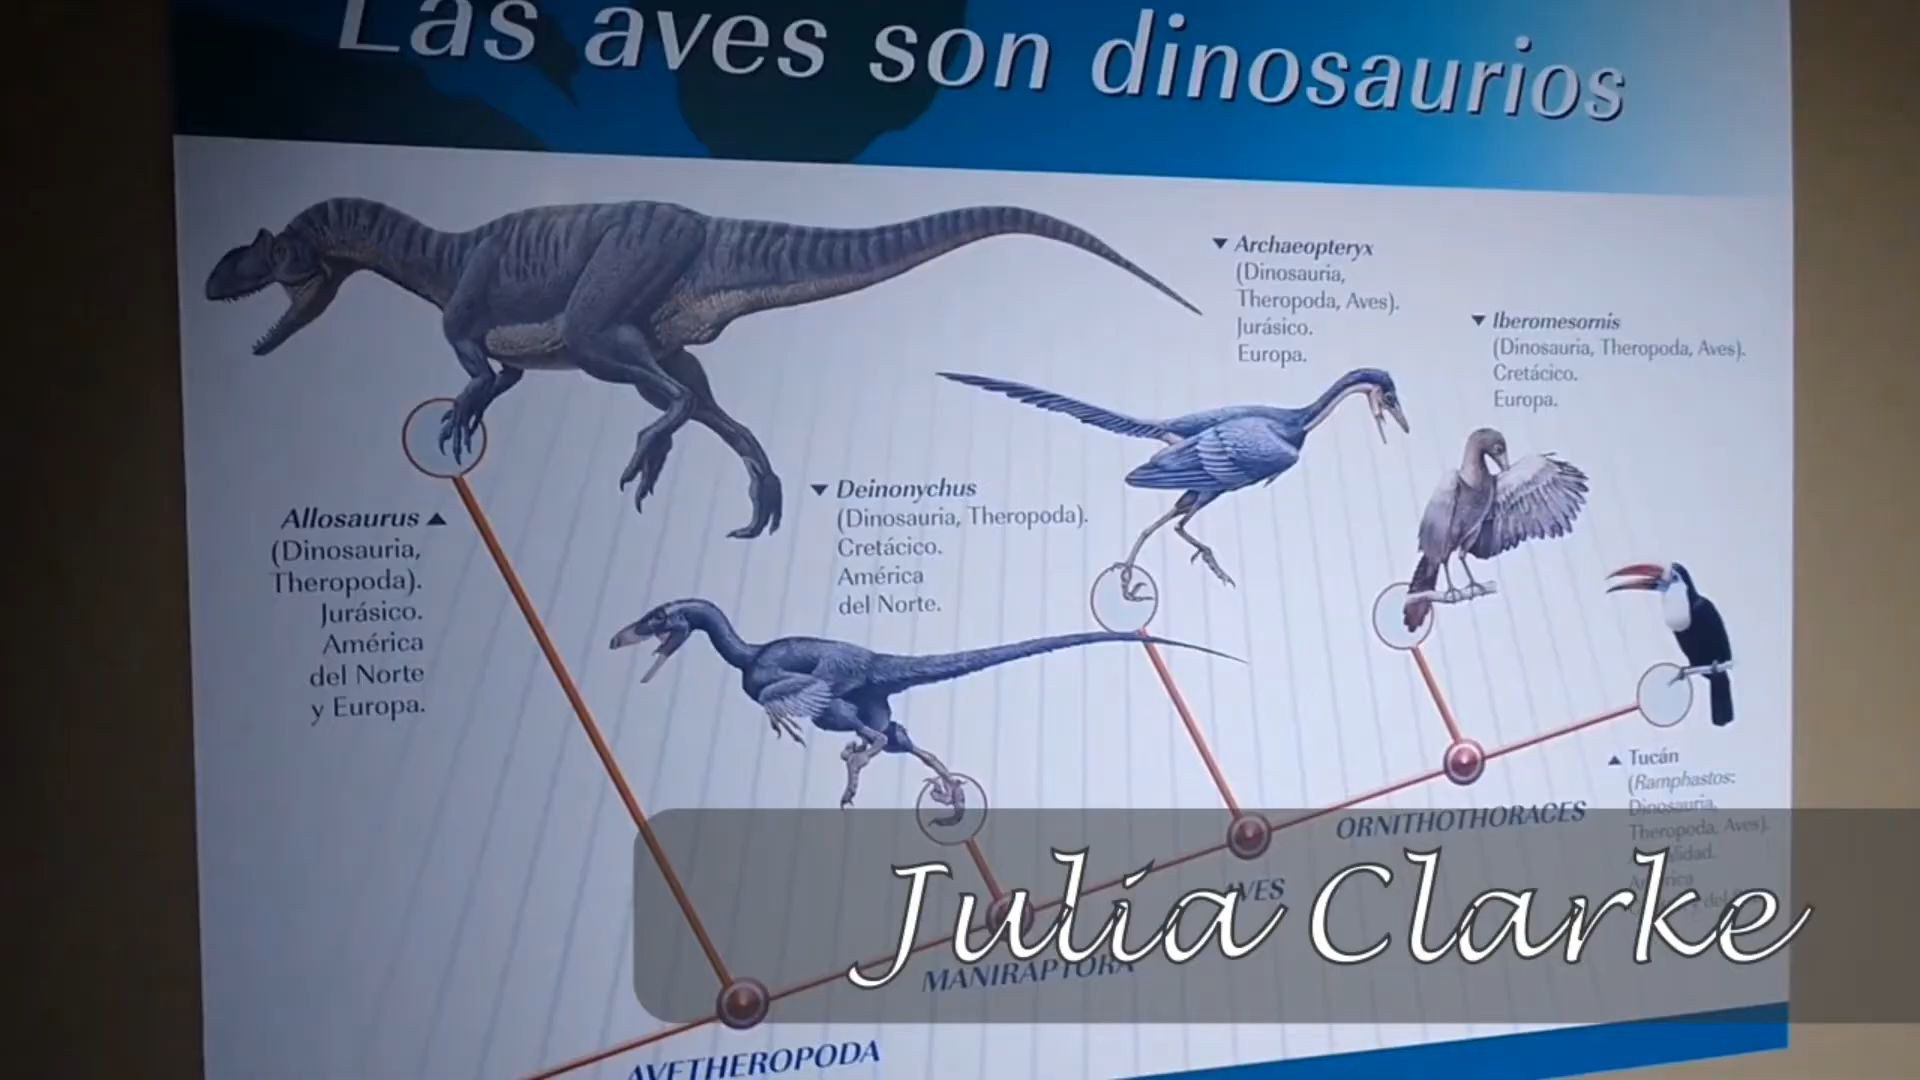 Las aves son dinosaurios
Archaeopteryx
(Dinosauria,
Theropoda, Aves).
Jurásico.
Europa.
Iberomesornis
(Dinosauria, Theropoda, Aves).
Cretácico.
Europa.
Deinonychus
(Dinosauria, Theropoda).
Cretácico.
América
del Norte.
Allosaurus
(Dinosauria,
Theropoda).
Jurásico.
América
del Norte
y Europa.
Tucán
(Ramphastos:
Dinosauria,
Theropoda, Aves).
ORNITHOTHORACES
AVES
MANIRAPTORA
AVETHEROPODA
Julia Clarke